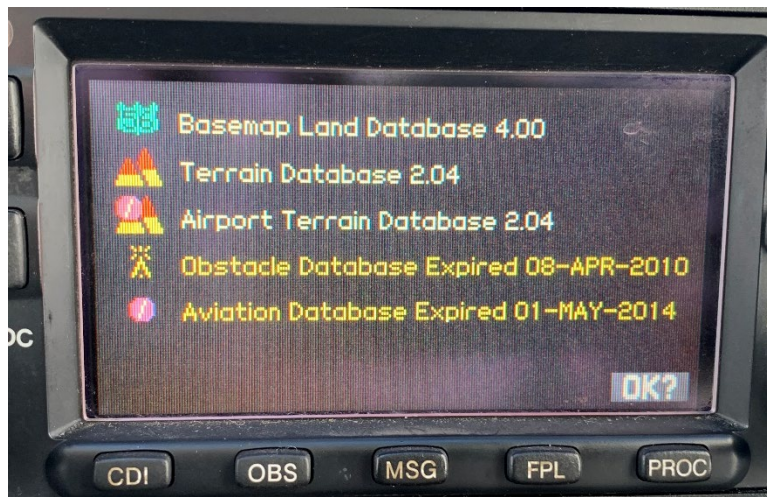 Basemap Land Database 4.00
Terrain Database 2.04
Airport Terrain Database 2.04
Obstacle Database Expired 08-APR-2010
Aviation Database Expired 01-MAY-2014
OK?
OC
CDI OBS MSG FPL PROC